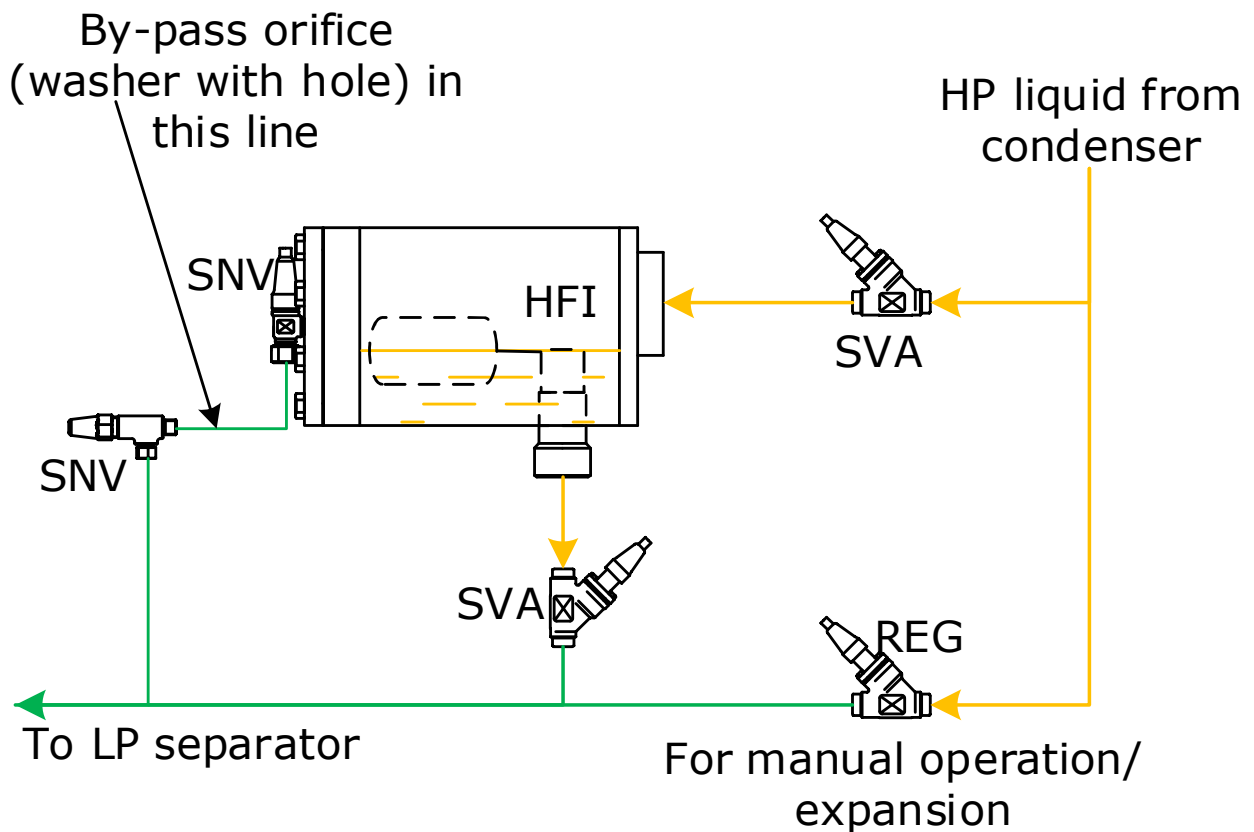 By-pass orifice
(washer with hole) in
this line
HP liquid from
condenser
SNV
HFI
SVA
SNV
SVA
REG
To LP separator
For manual operation/
expansion